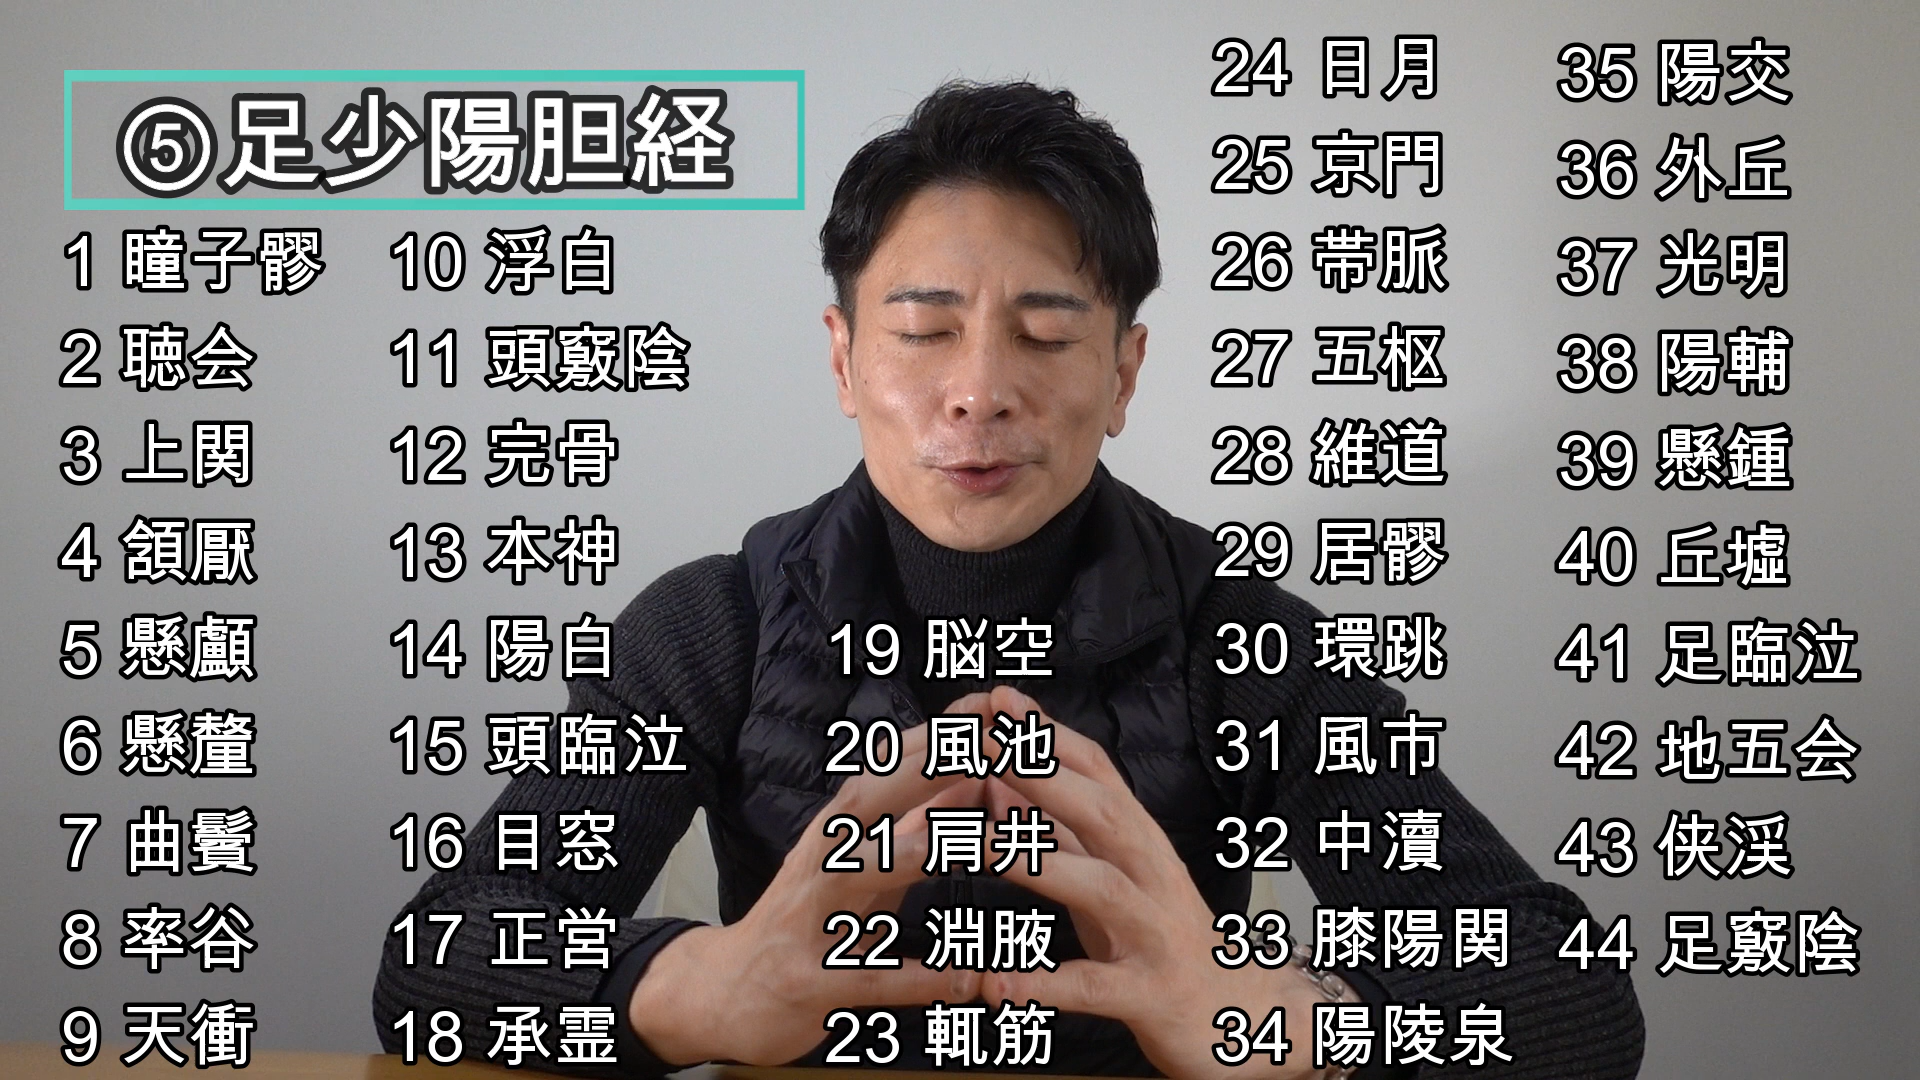 ⑤足少陽胆経
1 瞳子髎
2 聴会
3 上関
4 頷厭
5 懸顱
6 懸釐
7 曲鬢
8 率谷
9 天衝
10 浮白
11 頭竅陰
12 完骨
13 本神
14 陽白
15 頭臨泣
16 目窓
17 正営
18 承霊
19 脳空
20 風池
21 肩井
22 淵腋
23 輒筋
24 日月
25 京門
26 帯脈
27 五枢
28 維道
29 居髎
30 環跳
31 風市
32 中瀆
33 膝陽関
34 陽陵泉
35 陽交
36 外丘
37 光明
38 陽輔
39 懸鍾
40 丘墟
41 足臨泣
42 地五会
43 侠渓
44 足竅陰